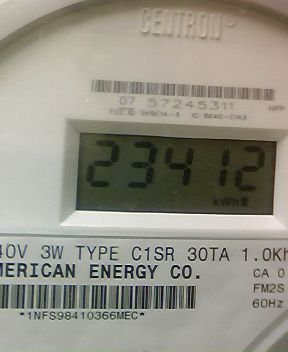 CENTRON
07 57245311
23412
kWh
40V 3W TYPE C1SR 30TA 1.0Kh
MERICAN ENERGY CO.
CA 0
FM2S
60Hz
*1NFS98410366MEC*